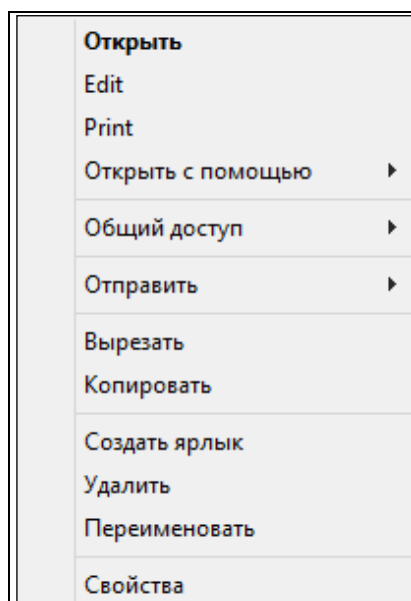 Открыть
Edit
Print
Открыть с помощью
Общий доступ
Отправить
Вырезать
Копировать
Создать ярлык
Удалить
Переименовать
Свойства